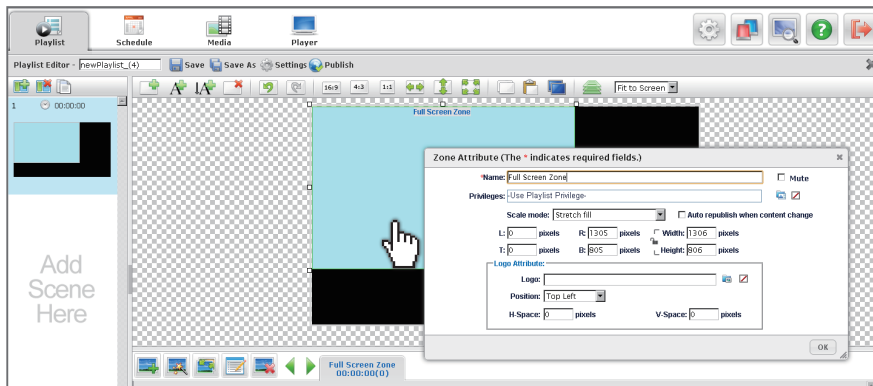 Playlist
Schedule
Media
Player
Playlist Editor - newPlaylist_(4) Save Save As Settings Publish
A IA 16:9 4:3 1:1 Fit to Screen
1 00:00:00
Full Screen Zone
Zone Attribute (The * indicates required fields.)
*Name: Full Screen Zone Mute
Privileges: -Use Playlist Privilege-
Scale mode: Stretch fill Auto republish when content change
L: 0 pixels R: 1305 pixels Width: 1306 pixels
T: 0 pixels B: 805 pixels Height: 806 pixels
Logo Attribute:
Logo:
Position: Top Left
H-Space: 0 pixels V-Space: 0 pixels
OK
Add
Scene
Here
Full Screen Zone
00:00:00(0)